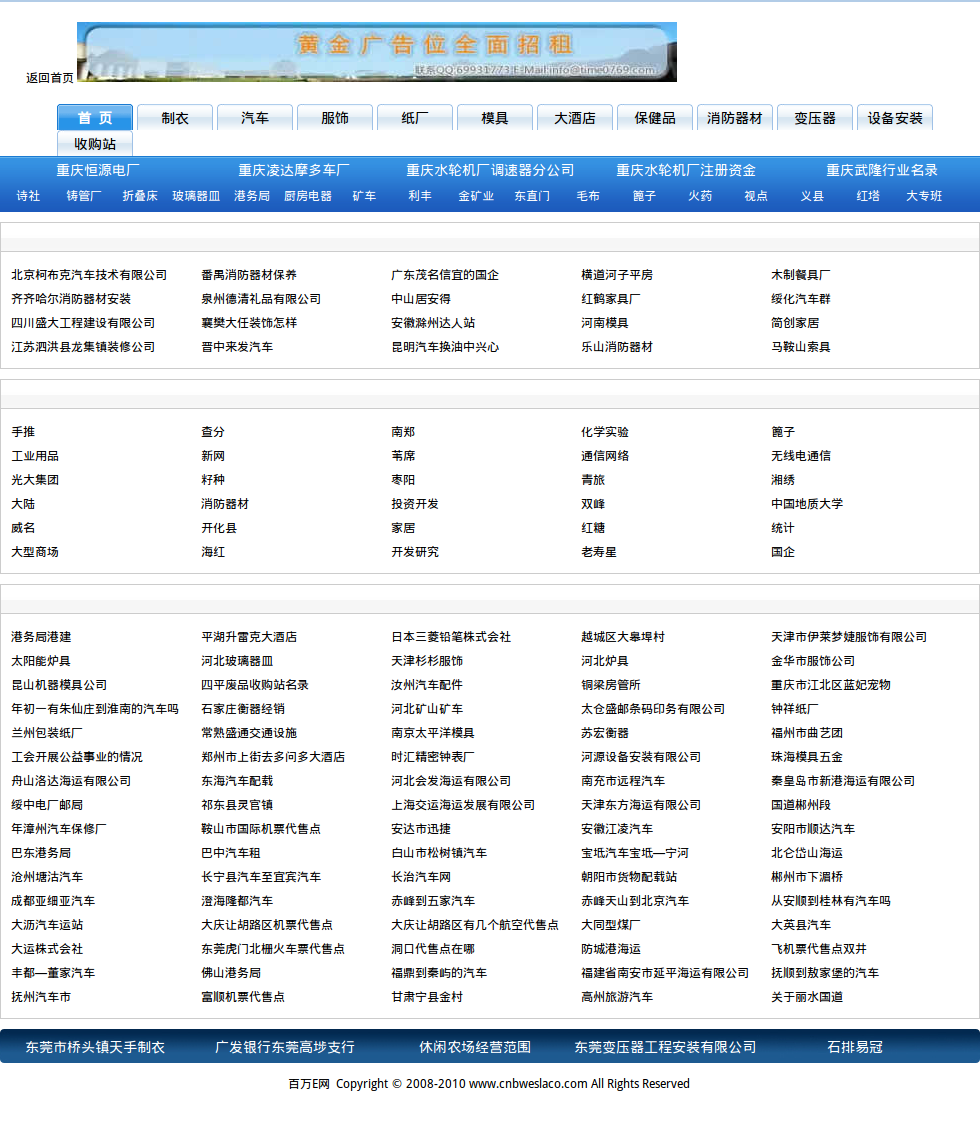 黄金广告位全面招租
联系QQ:69931773 E-Mail:info@time0769.com
返回首页
首 页 制衣 汽车 服饰 纸厂 模具 大酒店 保健品 消防器材 变压器 设备安装
收购站
重庆恒源电厂 重庆凌达摩多车厂 重庆水轮机厂调速器分公司 重庆水轮机厂注册资金 重庆武隆行业名录
诗社 铸管厂 折叠床 玻璃器皿 港务局 厨房电器 矿车 利丰 金矿业 东直门 毛布 篦子 火药 视点 义县 红塔 大专班
北京柯布克汽车技术有限公司 番禺消防器材保养 广东茂名信宜的国企 横道河子平房 木制餐具厂
齐齐哈尔消防器材安装 泉州德清礼品有限公司 中山居安得 红鹤家具厂 绥化汽车群
四川盛大工程建设有限公司 襄樊大任装饰怎样 安徽滁州达人站 河南模具 简创家居
江苏泗洪县龙集镇装修公司 晋中来发汽车 昆明汽车换油中兴心 乐山消防器材 马鞍山索具
手推 查分 南郑 化学实验 篦子
工业用品 新网 苇席 通信网络 无线电通信
光大集团 籽种 枣阳 青旅 湘绣
大陆 消防器材 投资开发 双峰 中国地质大学
威名 开化县 家居 红糖 统计
大型商场 海红 开发研究 老寿星 国企
港务局港建 平湖升雷克大酒店 日本三菱铅笔株式会社 越城区大皋埠村 天津市伊莱梦婕服饰有限公司
太阳能炉具 河北玻璃器皿 天津杉杉服饰 河北炉具 金华市服饰公司
昆山机器模具公司 四平废品收购站名录 汝州汽车配件 铜梁房管所 重庆市江北区蓝妃宠物
年初一有朱仙庄到淮南的汽车吗 石家庄衡器经销 河北矿山矿车 太仓盛邮条码印务有限公司 钟祥纸厂
兰州包装纸厂 常熟盛通交通设施 南京太平洋模具 苏宏衡器 福州市曲艺团
工会开展公益事业的情况 郑州市上街去多问多大酒店 时汇精密钟表厂 河源设备安装有限公司 珠海模具五金
舟山洛达海运有限公司 东海汽车配载 河北会发海运有限公司 南充市远程汽车 秦皇岛市新港海运有限公司
绥中电厂邮局 祁东县灵官镇 上海交运海运发展有限公司 天津东方海运有限公司 国道郴州段
年漳州汽车保修厂 鞍山市国际机票代售点 安达市迅捷 安徽江凌汽车 安阳市顺达汽车
巴东港务局 巴中汽车租 白山市松树镇汽车 宝坻汽车宝坻—宁河 北仑岱山海运
沧州塘沽汽车 长宁县汽车至宜宾汽车 长治汽车网 朝阳市货物配载站 郴州市下湄桥
成都亚细亚汽车 澄海隆都汽车 赤峰到五家汽车 赤峰天山到北京汽车 从安顺到桂林有汽车吗
大沥汽车运站 大庆让胡路区机票代售点 大庆让胡路区有几个航空代售点 大同型煤厂 大英县汽车
大运株式会社 东莞虎门北栅火车票代售点 洞口代售点在哪 防城港海运 飞机票代售点双井
丰都—董家汽车 佛山港务局 福鼎到秦屿的汽车 福建省南安市延平海运有限公司 抚顺到敖家堡的汽车
抚州汽车市 富顺机票代售点 甘肃宁县金村 高州旅游汽车 关于丽水国道
东莞市桥头镇天手制衣 广发银行东莞高埗支行 休闲农场经营范围 东莞变压器工程安装有限公司 石排易冠
百万E网 Copyright © 2008-2010 www.cnbweslaco.com All Rights Reserved